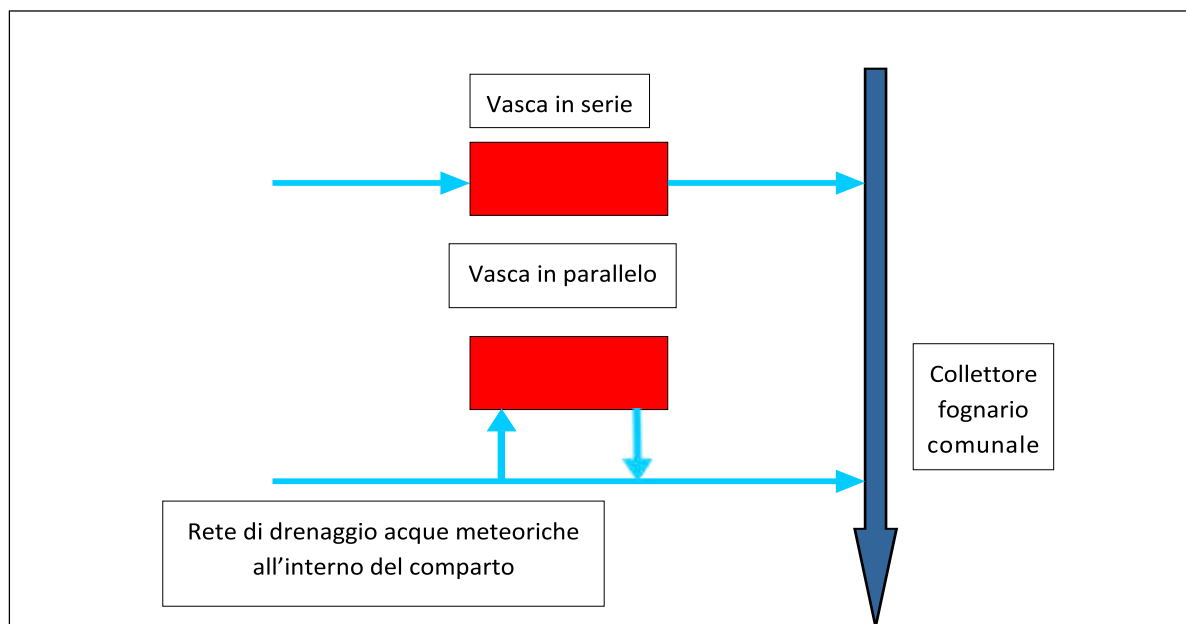 Vasca in serie
Vasca in parallelo
Collettore
fognario
comunale
Rete di drenaggio acque meteoriche
all’interno del comparto